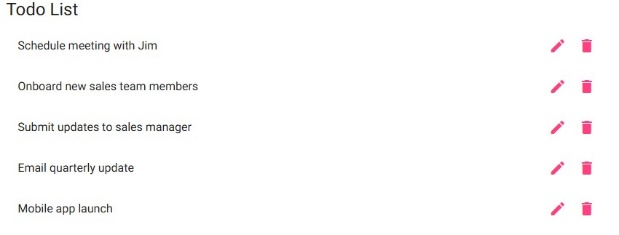 Todo List
Schedule meeting with Jim
Onboard new sales team members
Submit updates to sales manager
Email quarterly update
Mobile app launch